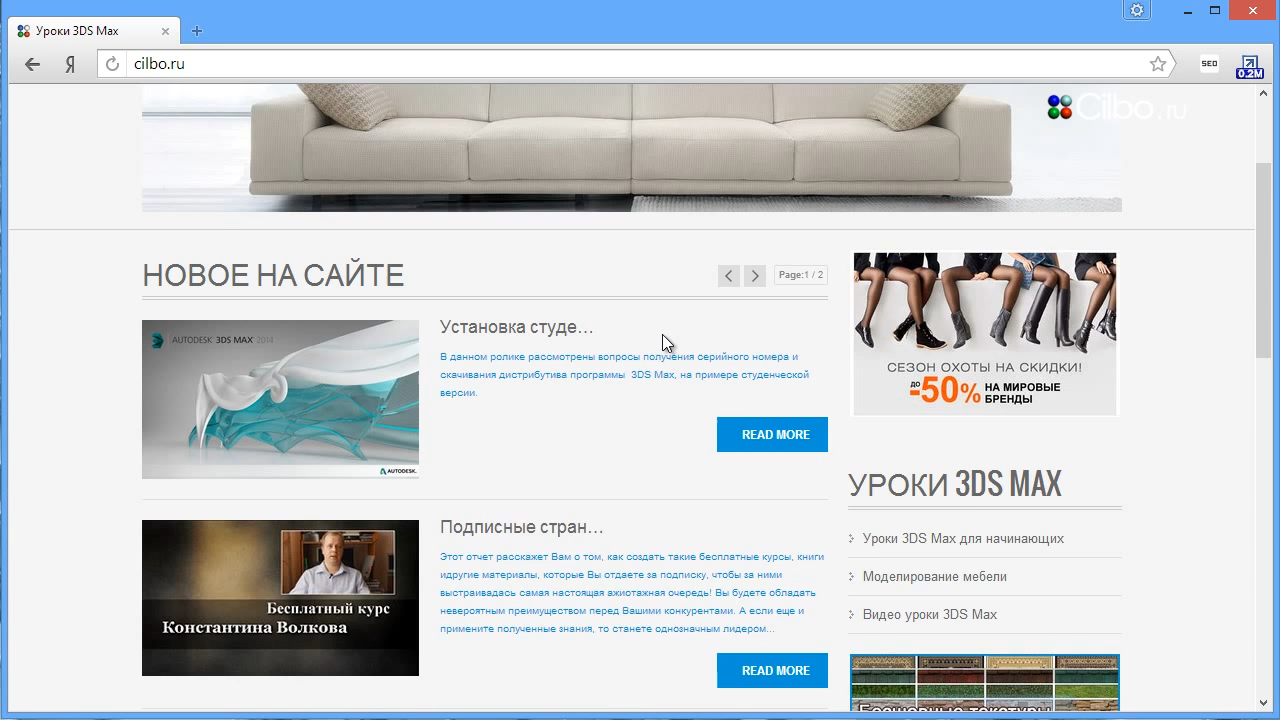 Уроки 3DS Max
Я
cilbo.ru
SEO
0.2M
Cilbo.ru
НОВОЕ НА САЙТЕ
Page:1 / 2
AUTODESK 3DS MAX 2014
AUTODESK.
Установка студе...
В данном ролике рассмотрены вопросы получения серийного номера и
скачивания дистрибутива программы 3DS Max, на примере студенческой
версии.
READ MORE
Бесплатный курс
Константина Волкова
Подписные стран...
Этот отчет расскажет Вам о том, как создать такие бесплатные курсы, книги
идругие материалы, которые Вы отдаете за подписку, чтобы за ними
выстраивадась самая настоящая ажиотажная очередь! Вы будете обладать
невероятным преимуществом перед Вашими конкурентами. А если еще и
примените полученные знания, то станете однозначным лидером...
READ MORE
СЕЗОН ОХОТЫ НА СКИДКИ!
до -50% НА МИРОВЫЕ
БРЕНДЫ
УРОКИ 3DS MAX
Уроки 3DS Max для начинающих
Моделирование мебели
Видео уроки 3DS Max
Бесшовные текстуры